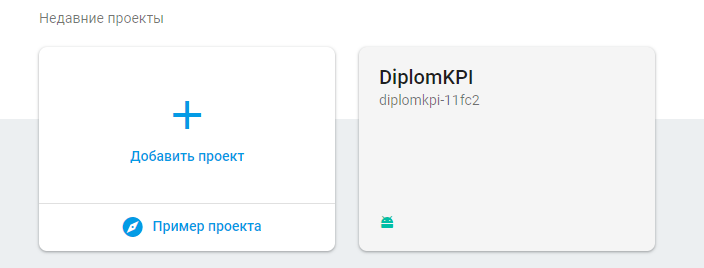 Недавние проекты
Добавить проект
Пример проекта
DiplomKPI
diplomkpi-11fc2